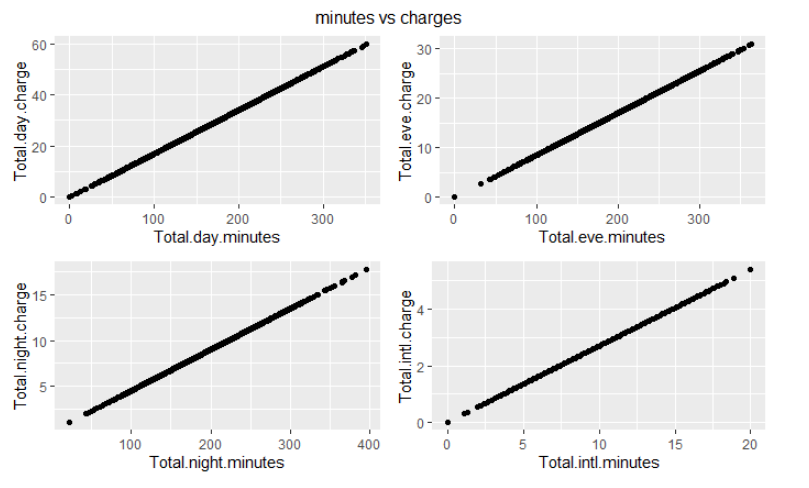 minutes vs charges
60
40
20
0
Total.day.charge
0 100 200 300
Total.day.minutes
30
20
10
0
Total.eve.charge
0 100 200 300
Total.eve.minutes
15
10
5
Total.night.charge
100 200 300 400
Total.night.minutes
4
2
0
Total.intl.charge
0 5 10 15 20
Total.intl.minutes